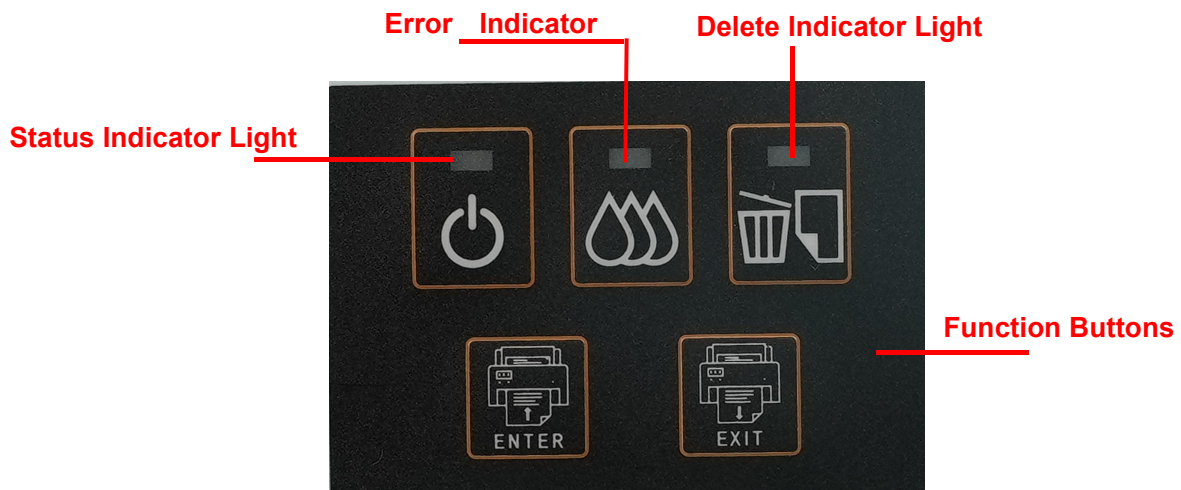 Error Indicator
Delete Indicator Light
Status Indicator Light
Function Buttons
ENTER
EXIT